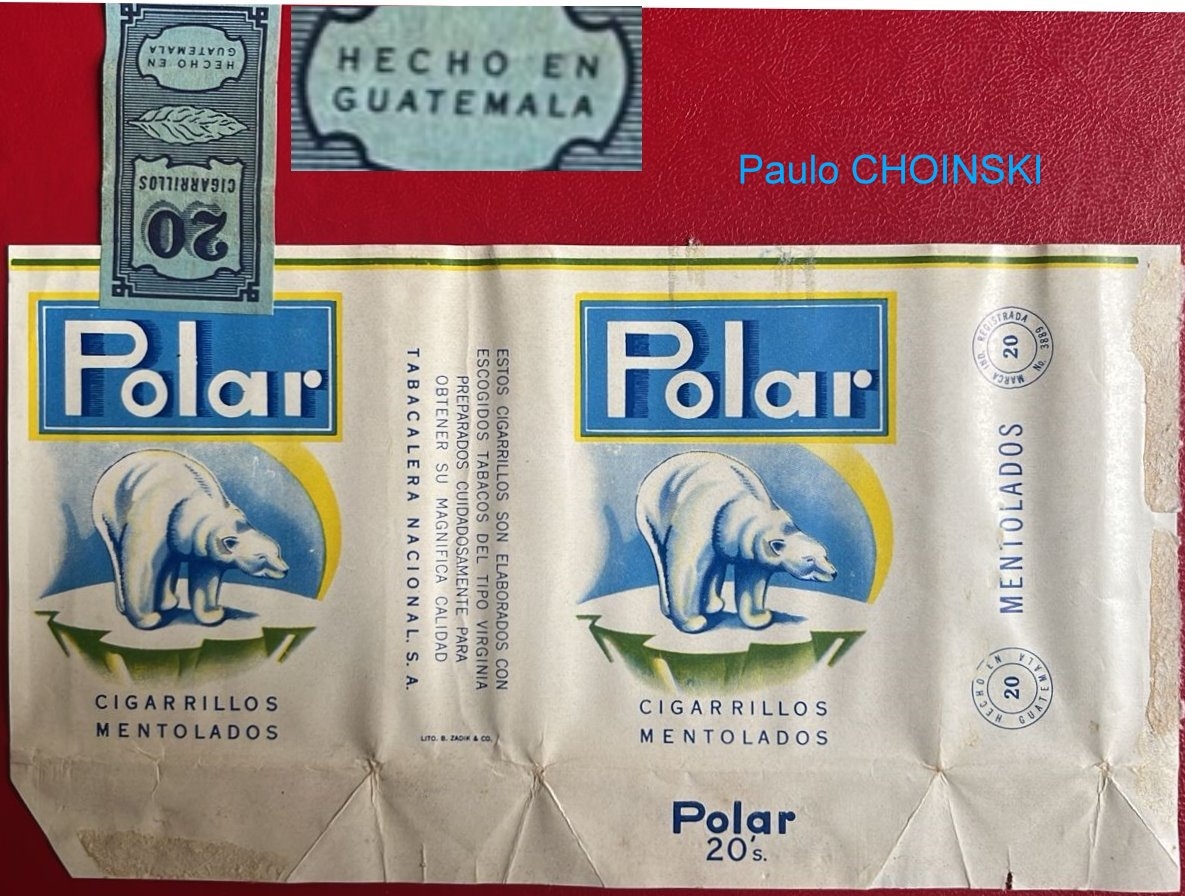 HECHO EN
GUATEMALA
CIGARRILLOS
20
HECHO EN
GUATEMALA
Paulo CHOINSKI
Polar
CIGARRILLOS
MENTOLADOS
ESTOS CIGARRILLOS SON ELABORADOS CON
ESCOGIDOS TABACOS DEL TIPO VIRGINIA
PREPARADOS CUIDADOSAMENTE PARA
OBTENER SU MAGNIFICA CALIDAD
TABACALERA NACIONAL. S. A.
LITO. B. ZADIK & CO.
Polar
CIGARRILLOS
MENTOLADOS
MARCA IND. REGISTRADA No. 3889
20
MENTOLADOS
HECHO EN GUATEMALA
20
Polar
20's.